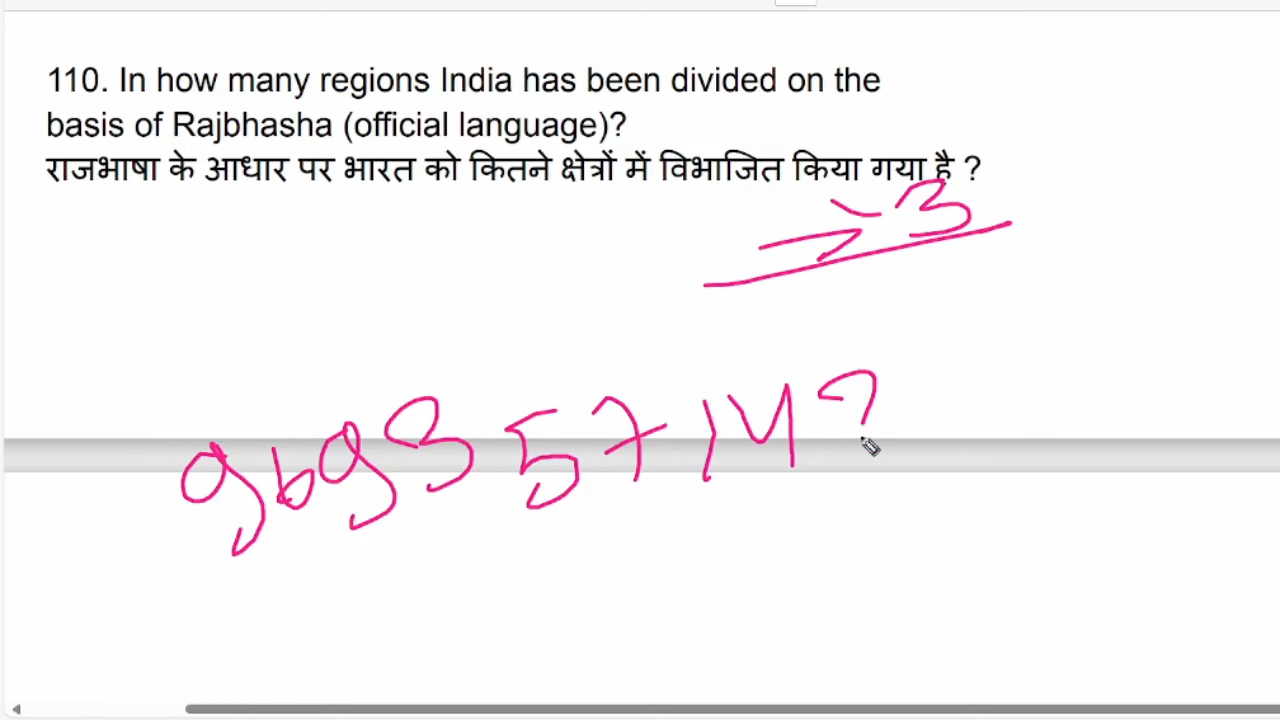 110. In how many regions India has been divided on the
basis of Rajbhasha (official language)?
राजभाषा के आधार पर भारत को कितने क्षेत्रों में विभाजित किया गया है ?
→ 3
96935714